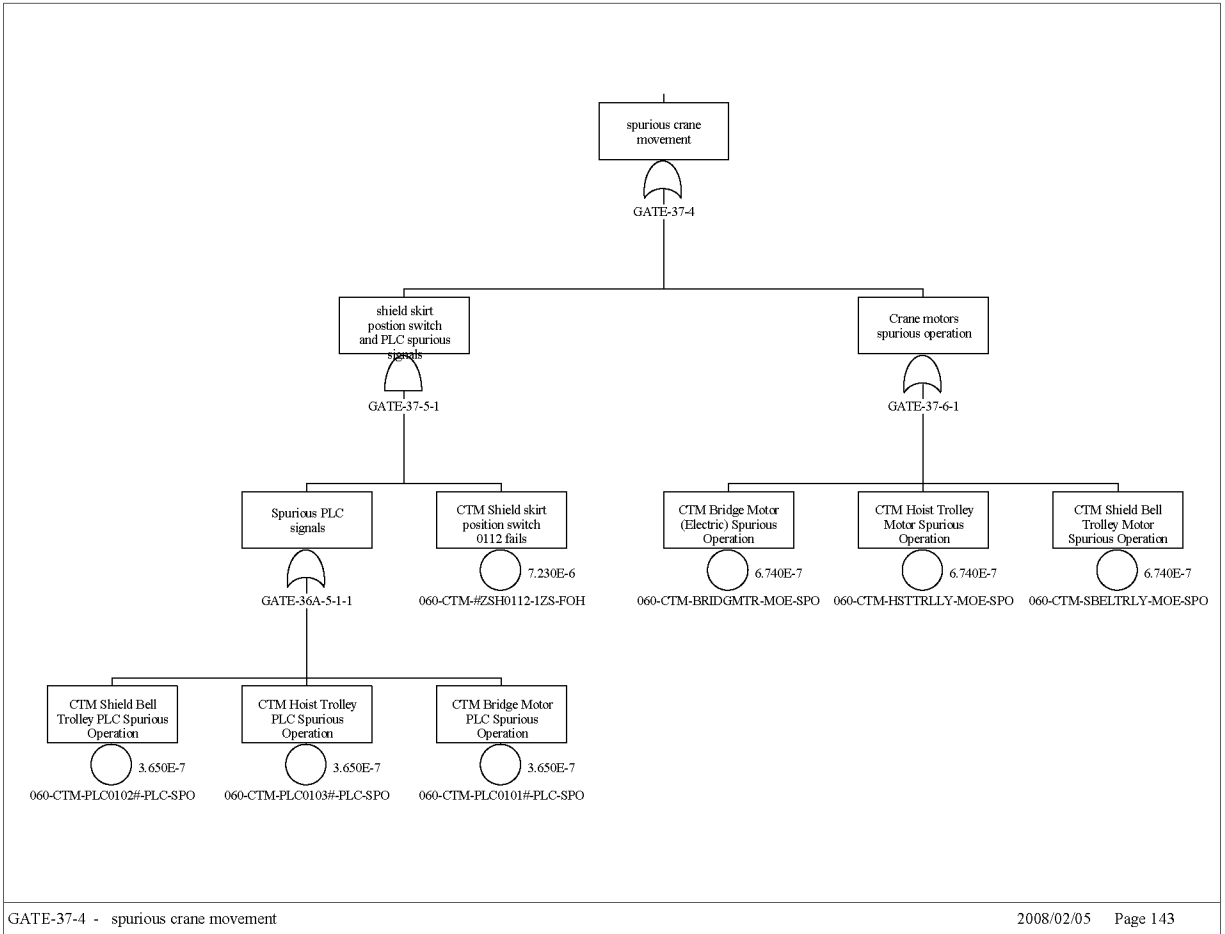 spurious crane
movement
GATE-37-4
shield skirt
postion switch
and PLC spurious
signals
GATE-37-5-1
Crane motors
spurious operation
GATE-37-6-1
Spurious PLC
signals
GATE-36A-5-1-1
CTM Shield skirt
position switch
0112 fails
7.230E-6
060-CTM-#ZSH0112-1ZS-FOH
CTM Bridge Motor
(Electric) Spurious
Operation
6.740E-7
060-CTM-BRIDGMTR-MOE-SPO
CTM Hoist Trolley
Motor Spurious
Operation
6.740E-7
060-CTM-HSTTRLLY-MOE-SPO
CTM Shield Bell
Trolley Motor
Spurious Operation
6.740E-7
060-CTM-SBELTRLY-MOE-SPO
CTM Shield Bell
Trolley PLC Spurious
Operation
3.650E-7
060-CTM-PLC0102#-PLC-SPO
CTM Hoist Trolley
PLC Spurious
Operation
3.650E-7
060-CTM-PLC0103#-PLC-SPO
CTM Bridge Motor
PLC Spurious
Operation
3.650E-7
060-CTM-PLC0101#-PLC-SPO
GATE-37-4 - spurious crane movement
2008/02/05 Page 143